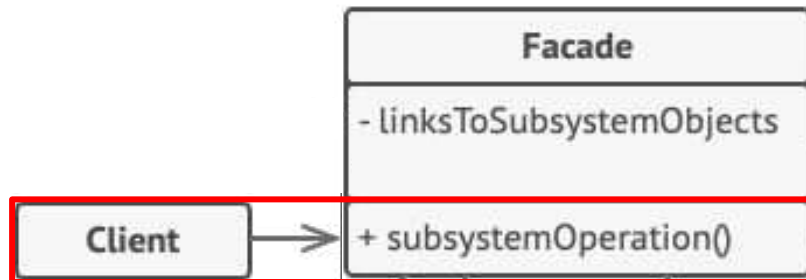 Facade
- linksToSubsystemObjects
Client
+ subsystemOperation()